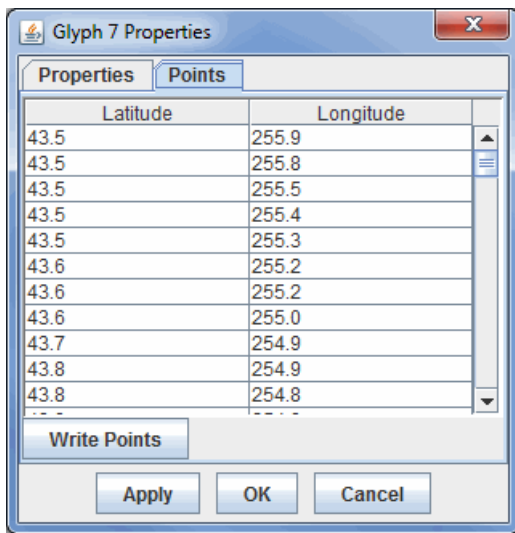 Glyph 7 Properties
Properties Points
Latitude Longitude
43.5 255.9
43.5 255.8
43.5 255.5
43.5 255.4
43.5 255.3
43.6 255.2
43.6 255.2
43.6 255.0
43.7 254.9
43.8 254.9
43.8 254.8
Write Points
Apply OK Cancel